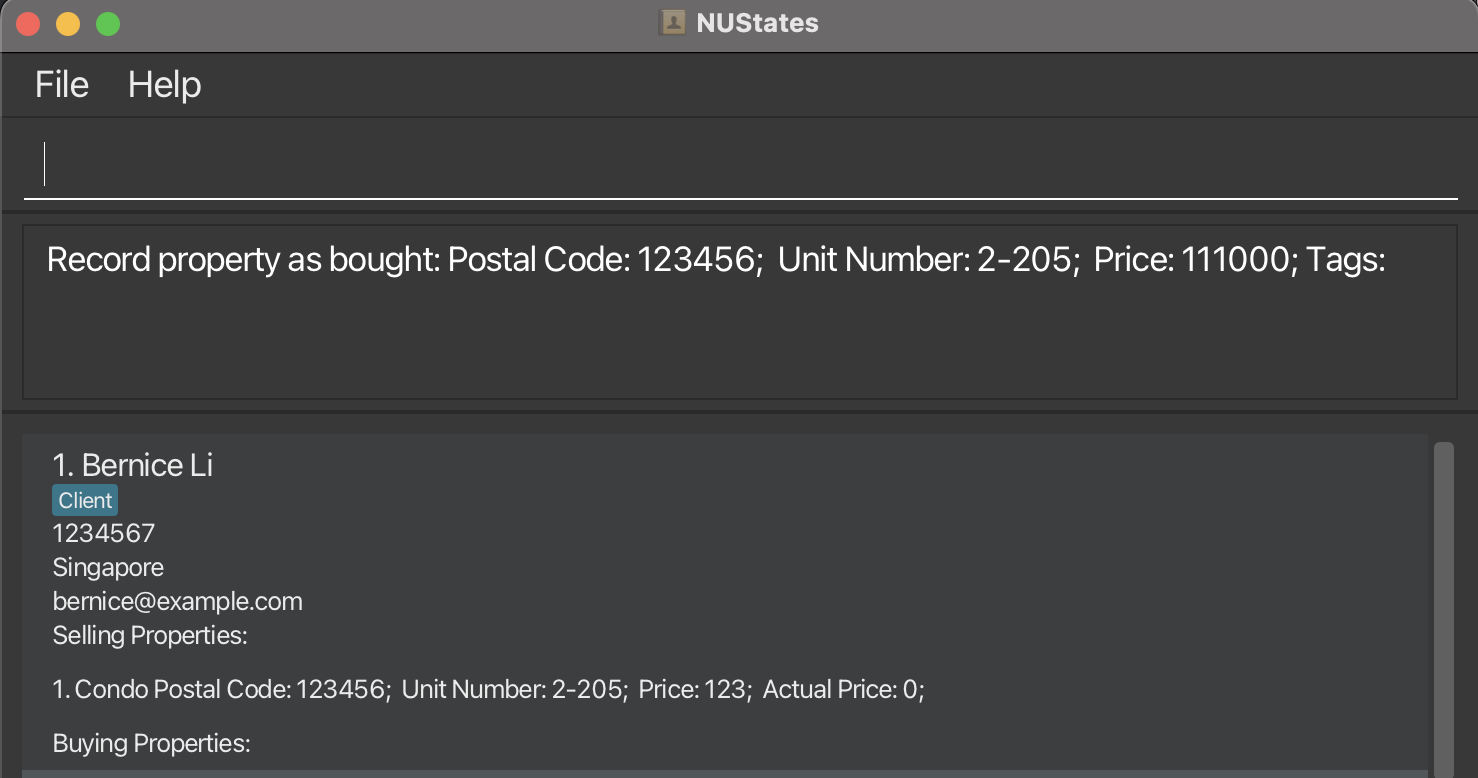 NUStates
File Help
Record property as bought: Postal Code: 123456; Unit Number: 2-205; Price: 111000; Tags:
1. Bernice Li
Client
1234567
Singapore
bernice@example.com
Selling Properties:
1. Condo Postal Code: 123456; Unit Number: 2-205; Price: 123; Actual Price: 0;
Buying Properties: